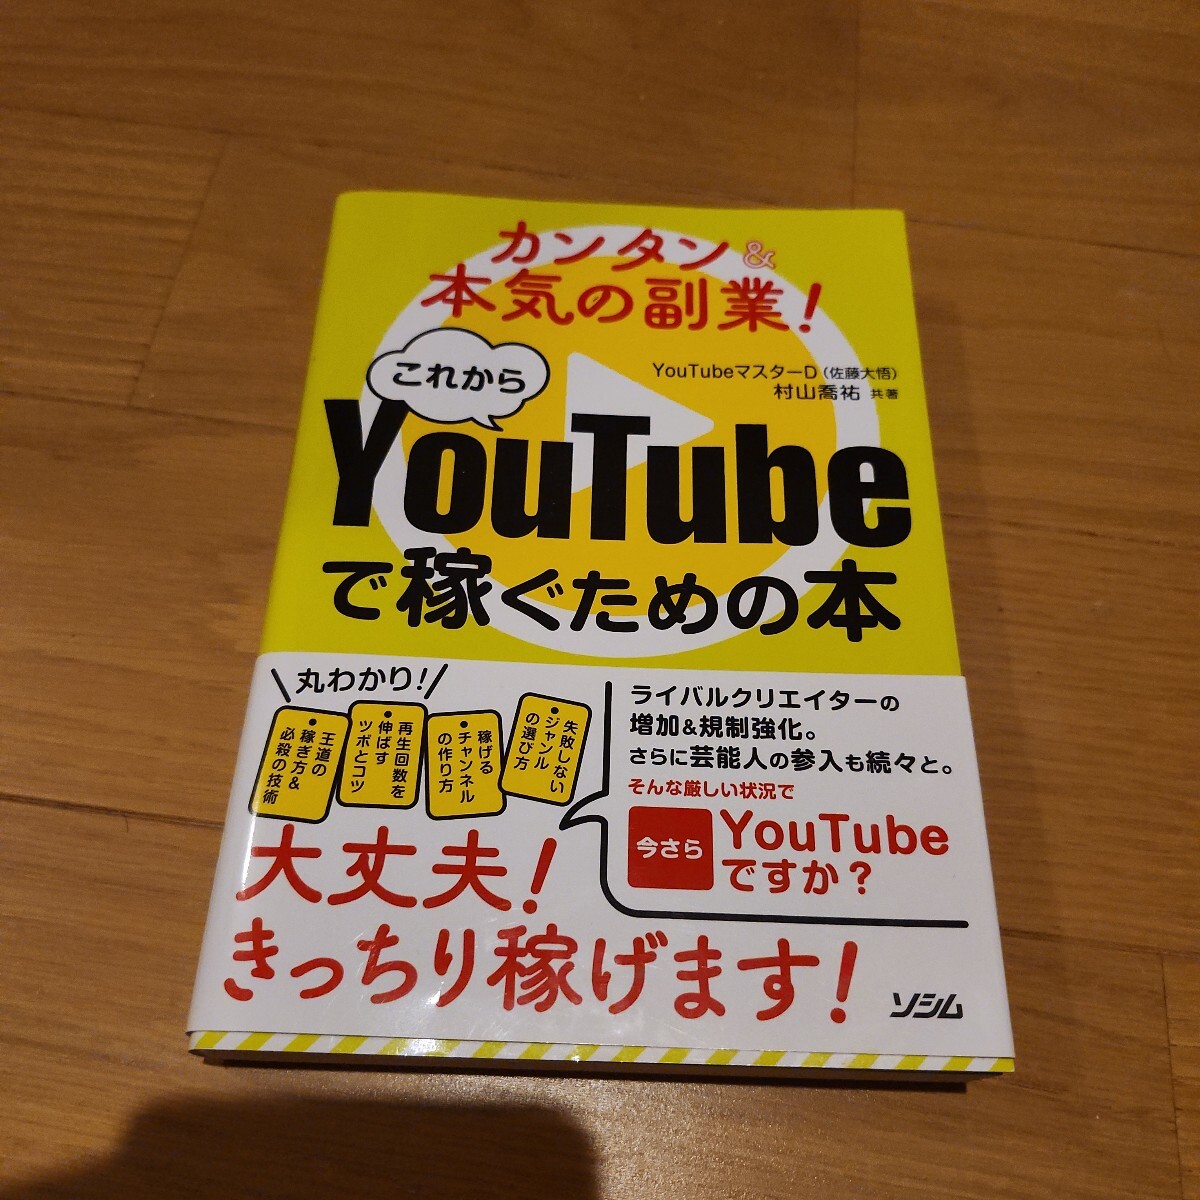 カンタン&
本気の副業!
YouTubeマスターD(佐藤大悟)
村山喬祐 共著
これから
YouTube
で稼ぐための本
丸わかり!
失敗しない
ジャンル
の選び方
稼げる
チャンネル
の作り方
再生回数を
伸ばす
ツボとコツ
王道の
稼ぎ方&
必殺の技術
ライバルクリエイターの
増加&規制強化。
さらに芸能人の参入も続々と。
そんな厳しい状況で
今さら
YouTube
ですか?
大丈夫!
きっちり稼げます!
ソシム